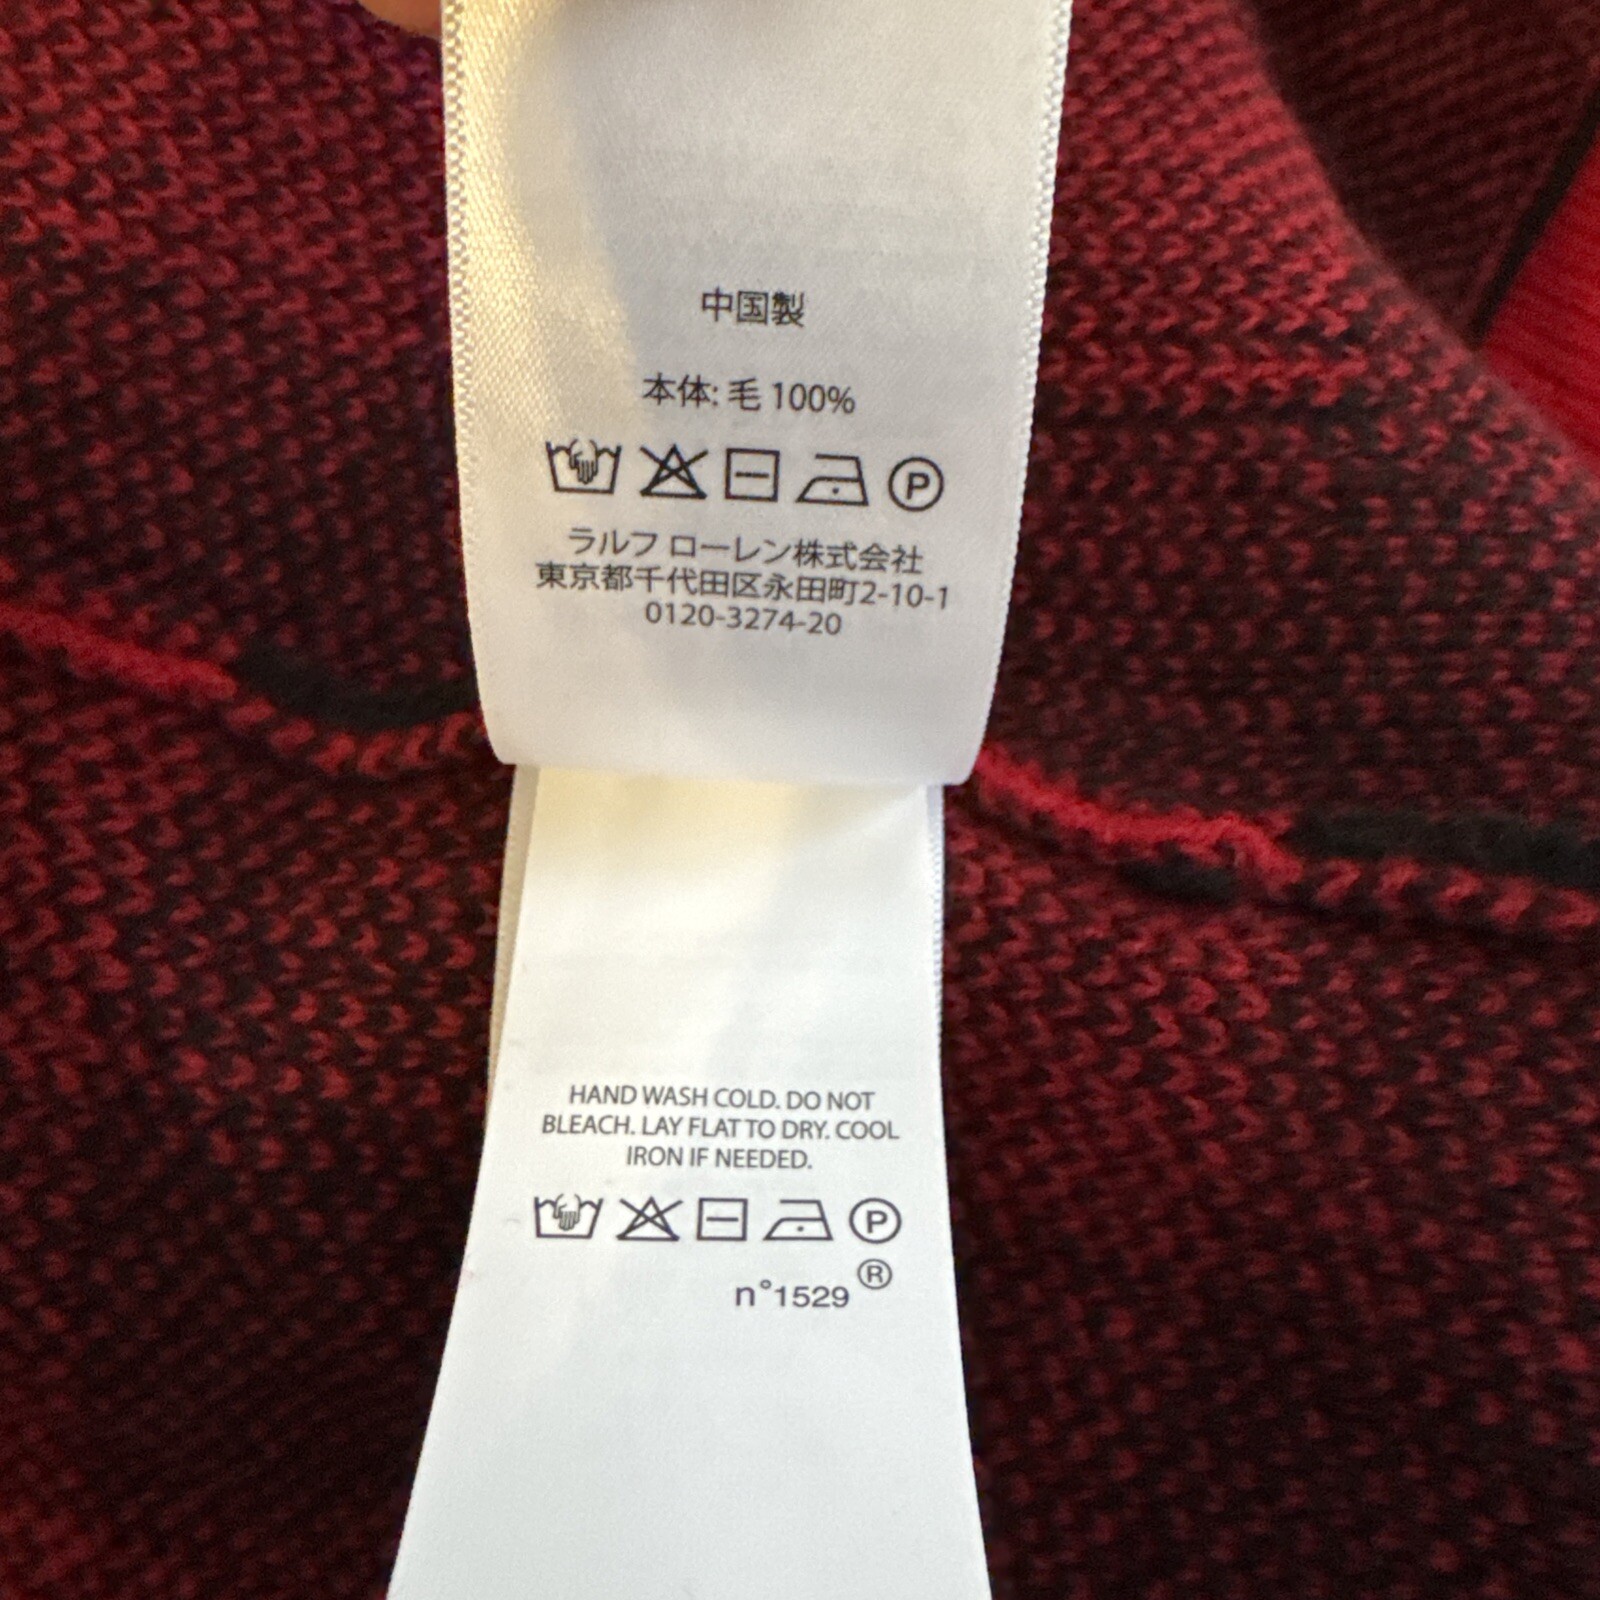 中国製
本体: 毛 100%
P
ラルフ ローレン株式会社
東京都千代田区永田町2-10-1
0120-3274-20
HAND WASH COLD. DO NOT
BLEACH. LAY FLAT TO DRY. COOL
IRON IF NEEDED.
P
n°1529 ®